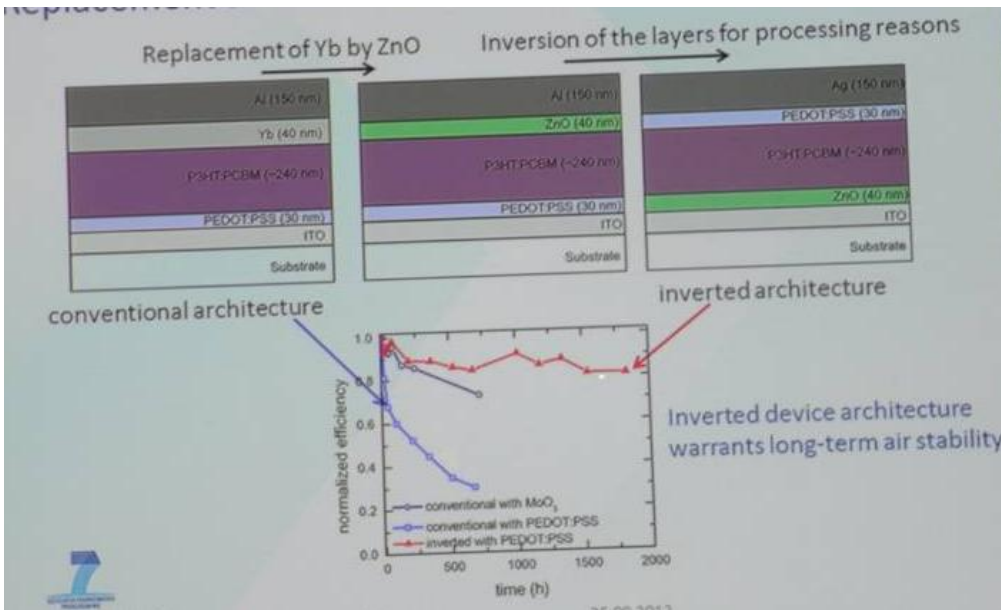 Replacement
Replacement of Yb by ZnO
Inversion of the layers for processing reasons
Al (150 nm)
Yb (40 nm)
P3HT:PCBM (~240 nm)
PEDOT:PSS (30 nm)
ITO
Substrate
Al (150 nm)
ZnO (40 nm)
P3HT:PCBM (~240 nm)
PEDOT:PSS (30 nm)
ITO
Substrate
Ag (150 nm)
PEDOT:PSS (30 nm)
P3HT:PCBM (~240 nm)
ZnO (40 nm)
ITO
Substrate
conventional architecture
inverted architecture
normalized efficiency
1.0
0.8
0.6
0.4
0.2
0.0
conventional with MoO3
conventional with PEDOT:PSS
inverted with PEDOT:PSS
0 500 1000 1500 2000
time (h)
Inverted device architecture
warrants long-term air stability
7